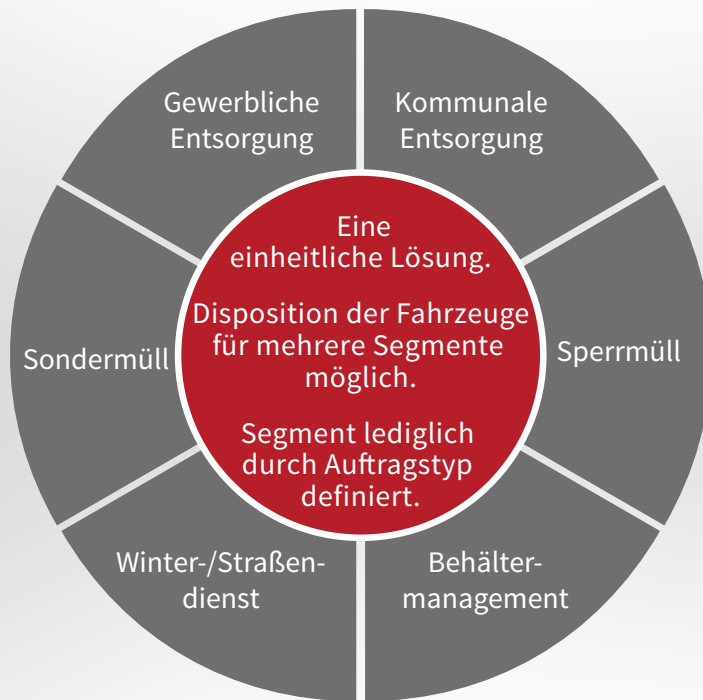 Gewerbliche
Entsorgung
Kommunale
Entsorgung
Eine
einheitliche Lösung.
Disposition der Fahrzeuge
für mehrere Segmente
möglich.
Segment lediglich
durch Auftragstyp
definiert.
Sondermüll
Sperrmüll
Winter-/Straßen-
dienst
Behälter-
management